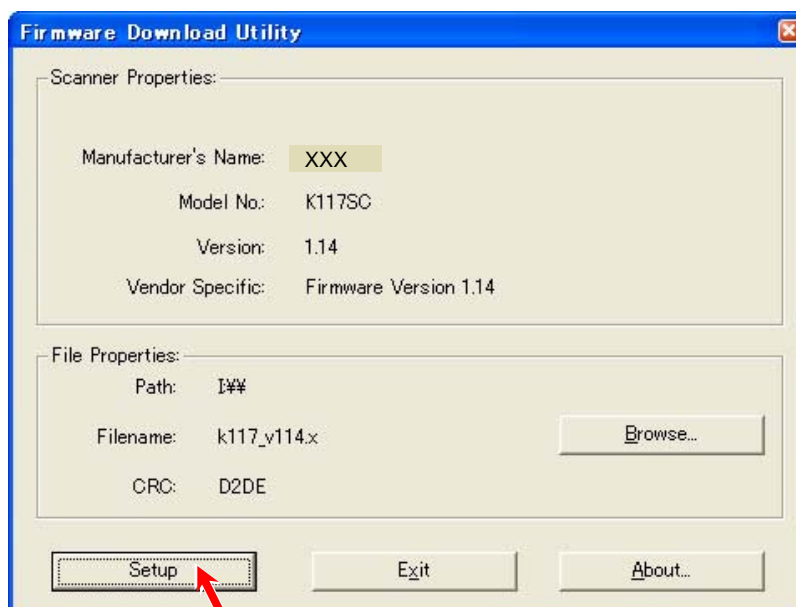 Firmware Download Utility
Scanner Properties:
Manufacturer's Name: XXX
Model No.: K117SC
Version: 1.14
Vendor Specific: Firmware Version 1.14
File Properties:
Path: I:¥¥
Filename: k117_v114.x
Browse...
CRC: D2DE
Setup Exit About...